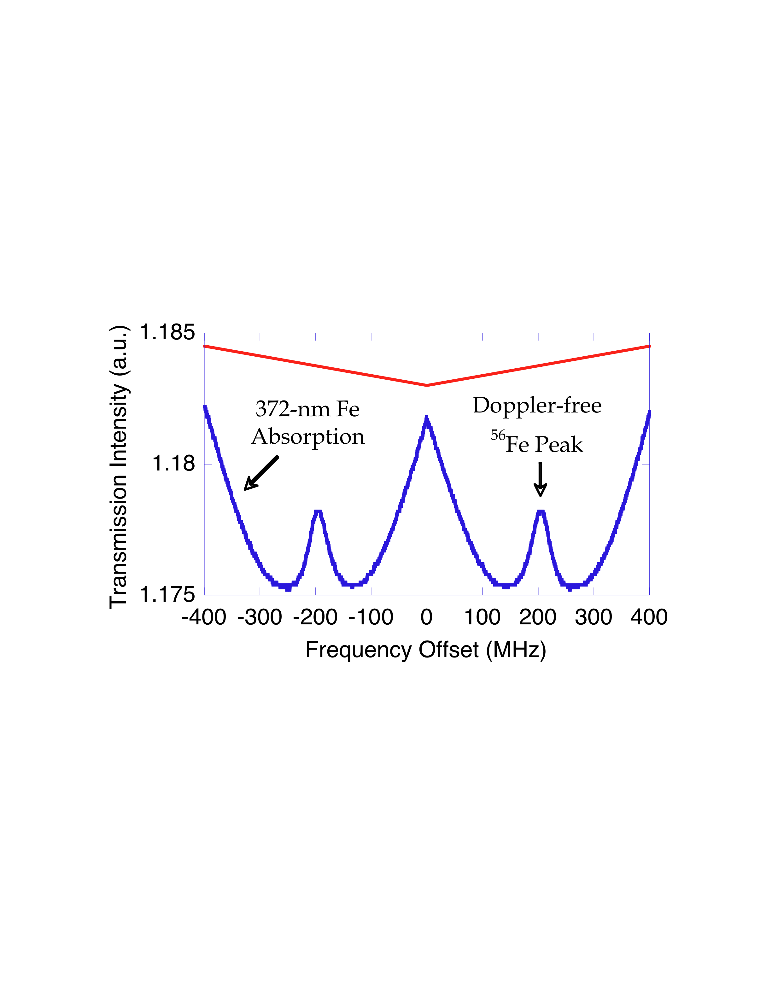 Transmission Intensity (a.u.)
1.185
1.18
1.175
372-nm Fe
Absorption
Doppler-free
⁵⁶Fe Peak
-400 -300 -200 -100 0 100 200 300 400
Frequency Offset (MHz)